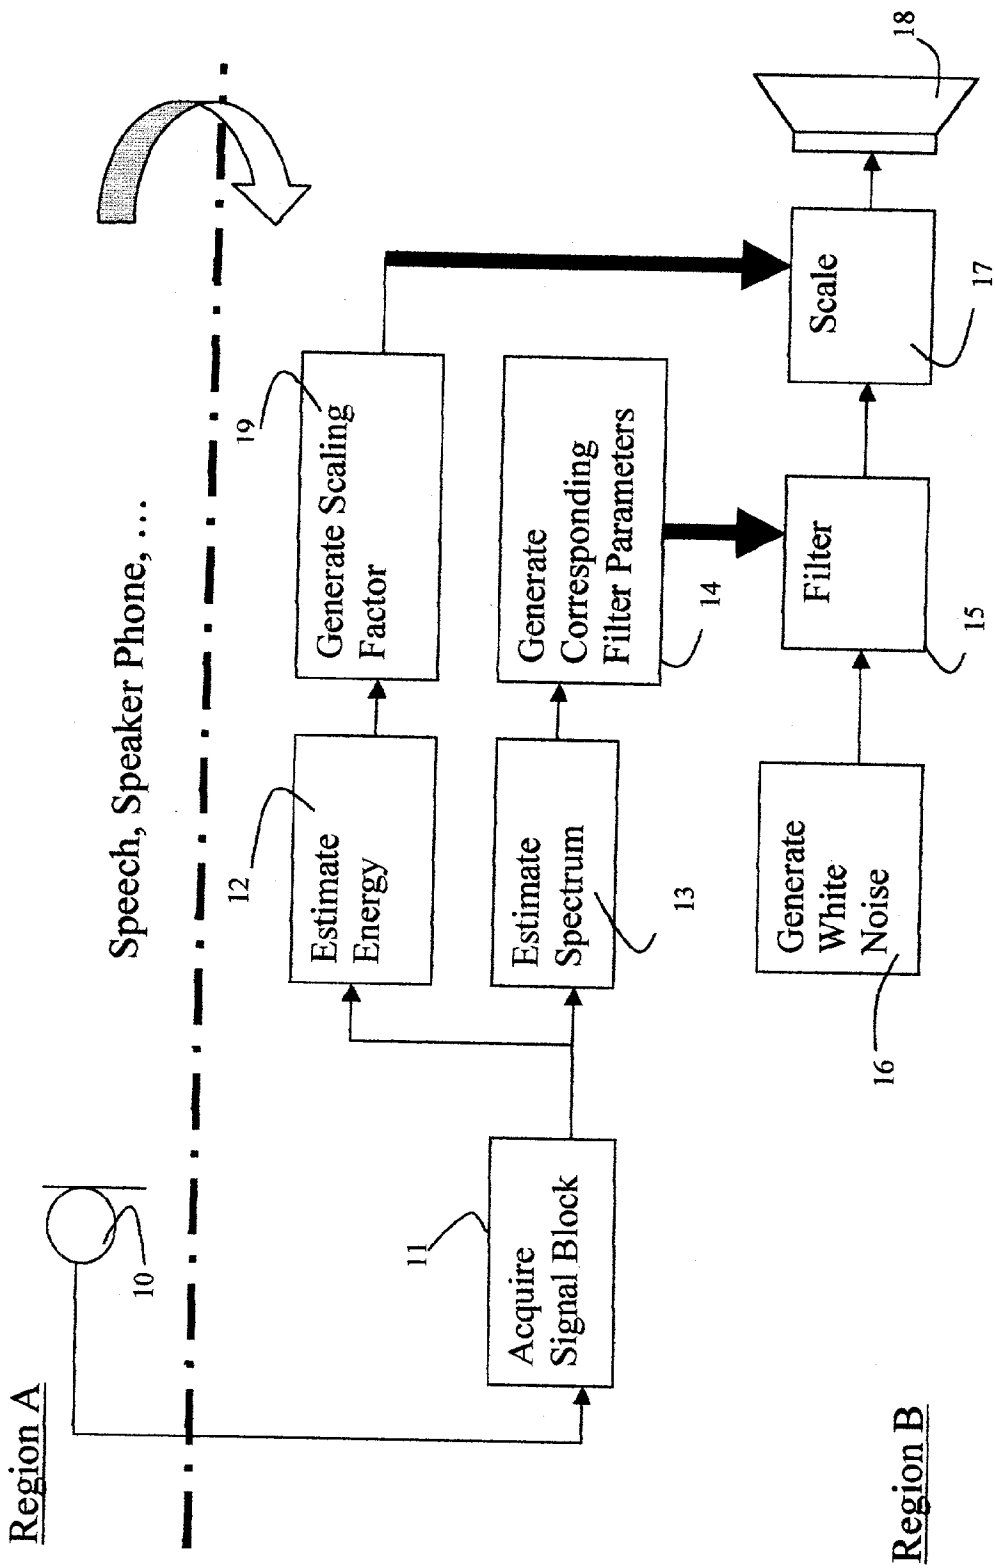 Region A
Speech, Speaker Phone, ...
10
19
12
Generate Scaling
Factor
Estimate
Energy
11
Acquire
Signal Block
Estimate
Spectrum
13
Generate
Corresponding
Filter Parameters
14
Generate
White
Noise
16
Filter
15
Scale
17
18
Region B